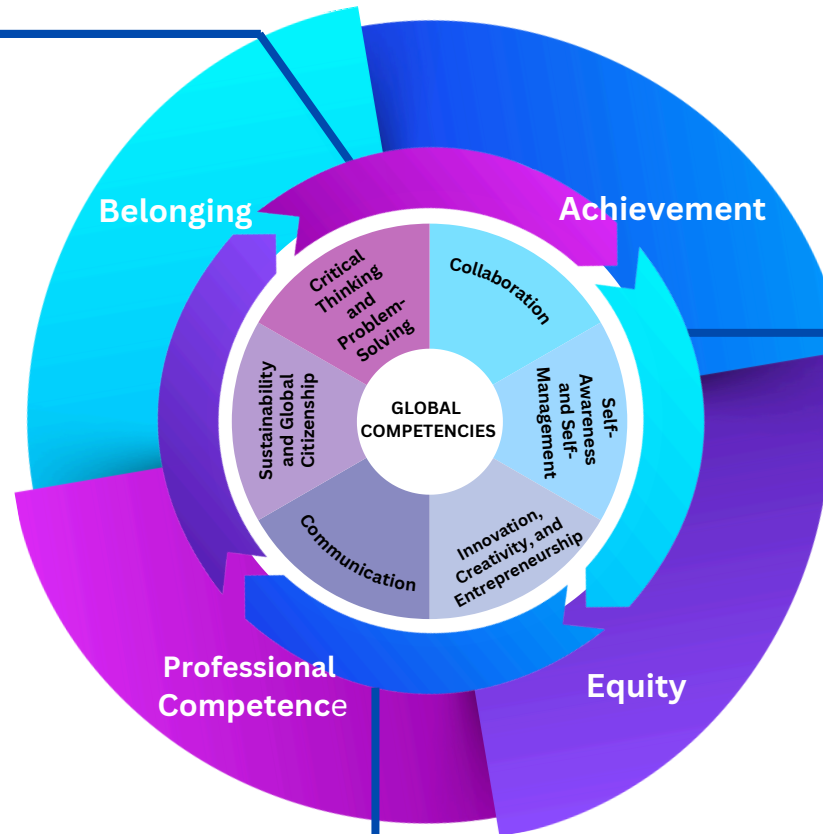 Belonging
Achievement
Critical
Thinking
and
Problem-
Solving
Collaboration
Sustainability
and Global
Citizenship
GLOBAL
COMPETENCIES
Self-
Awareness
and Self-
Management
Communication
Innovation,
Creativity, and
Entrepreneurship
Professional
Competence
Equity